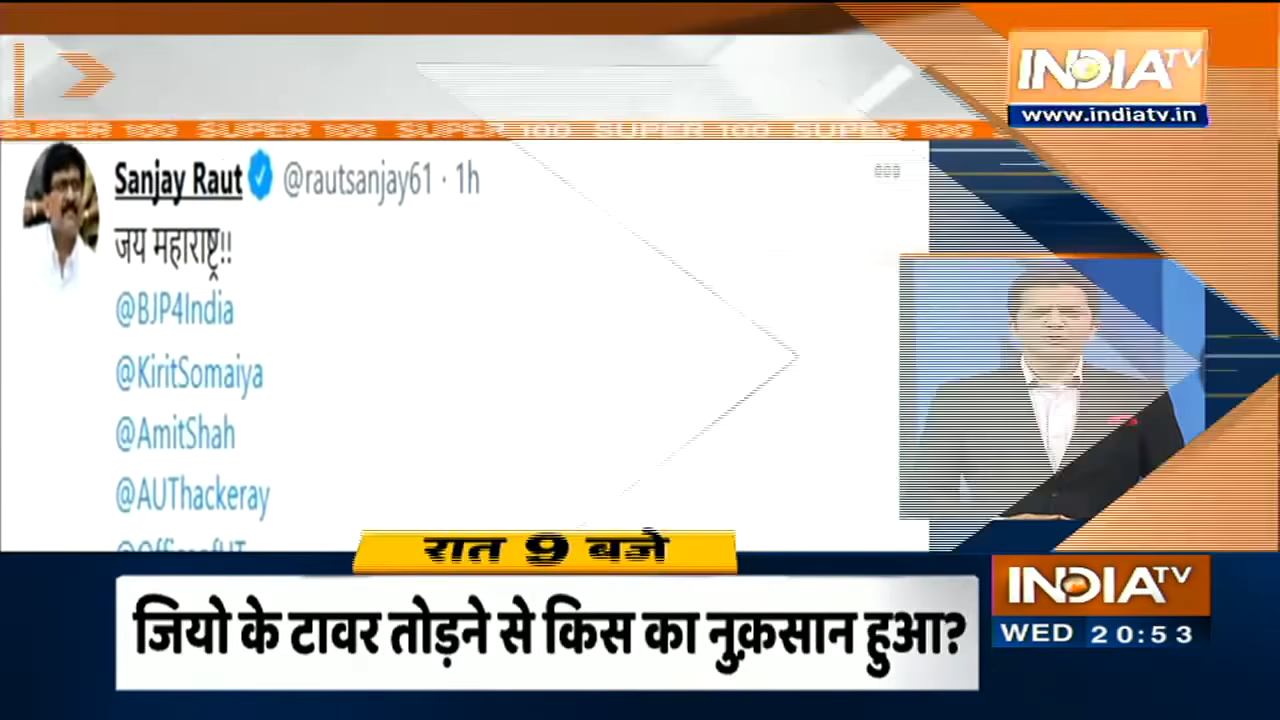 INDIA TV
www.indiatv.in
SUPER 100 SUPER 100 SUPER 100 SUPER 100 SUPER 100
Sanjay Raut @rautsanjay61 · 1h
जय महाराष्ट्र!!
@BJP4India
@KiritSomaiya
@AmitShah
@AUThackeray
रात 9 बजे
जियो के टावर तोड़ने से किस का नुक़सान हुआ?
INDIA TV
WED 20:53